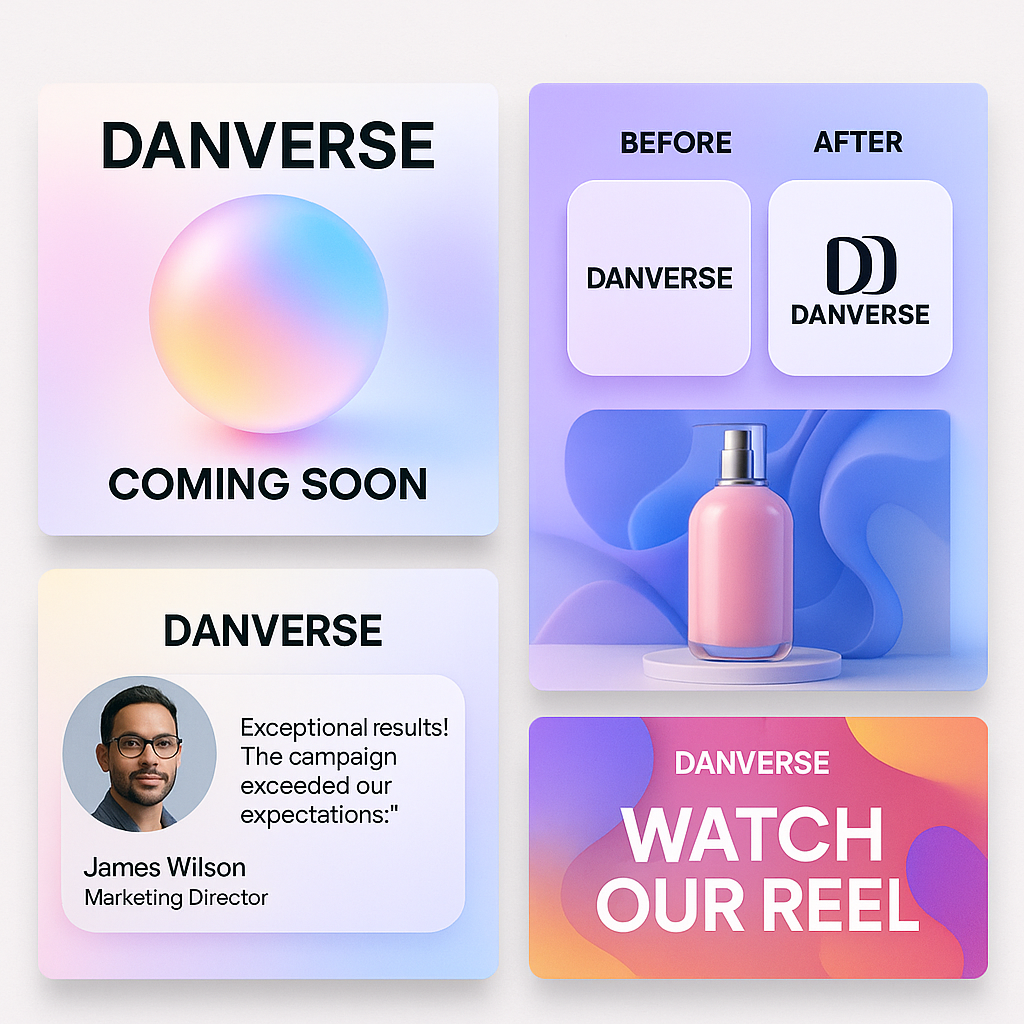 DANVERSE
COMING SOON
BEFORE
AFTER
DANVERSE
DANVERSE
DANVERSE
Exceptional results!
The campaign
exceeded our
expectations:"
James Wilson
Marketing Director
DANVERSE
WATCH
OUR REEL